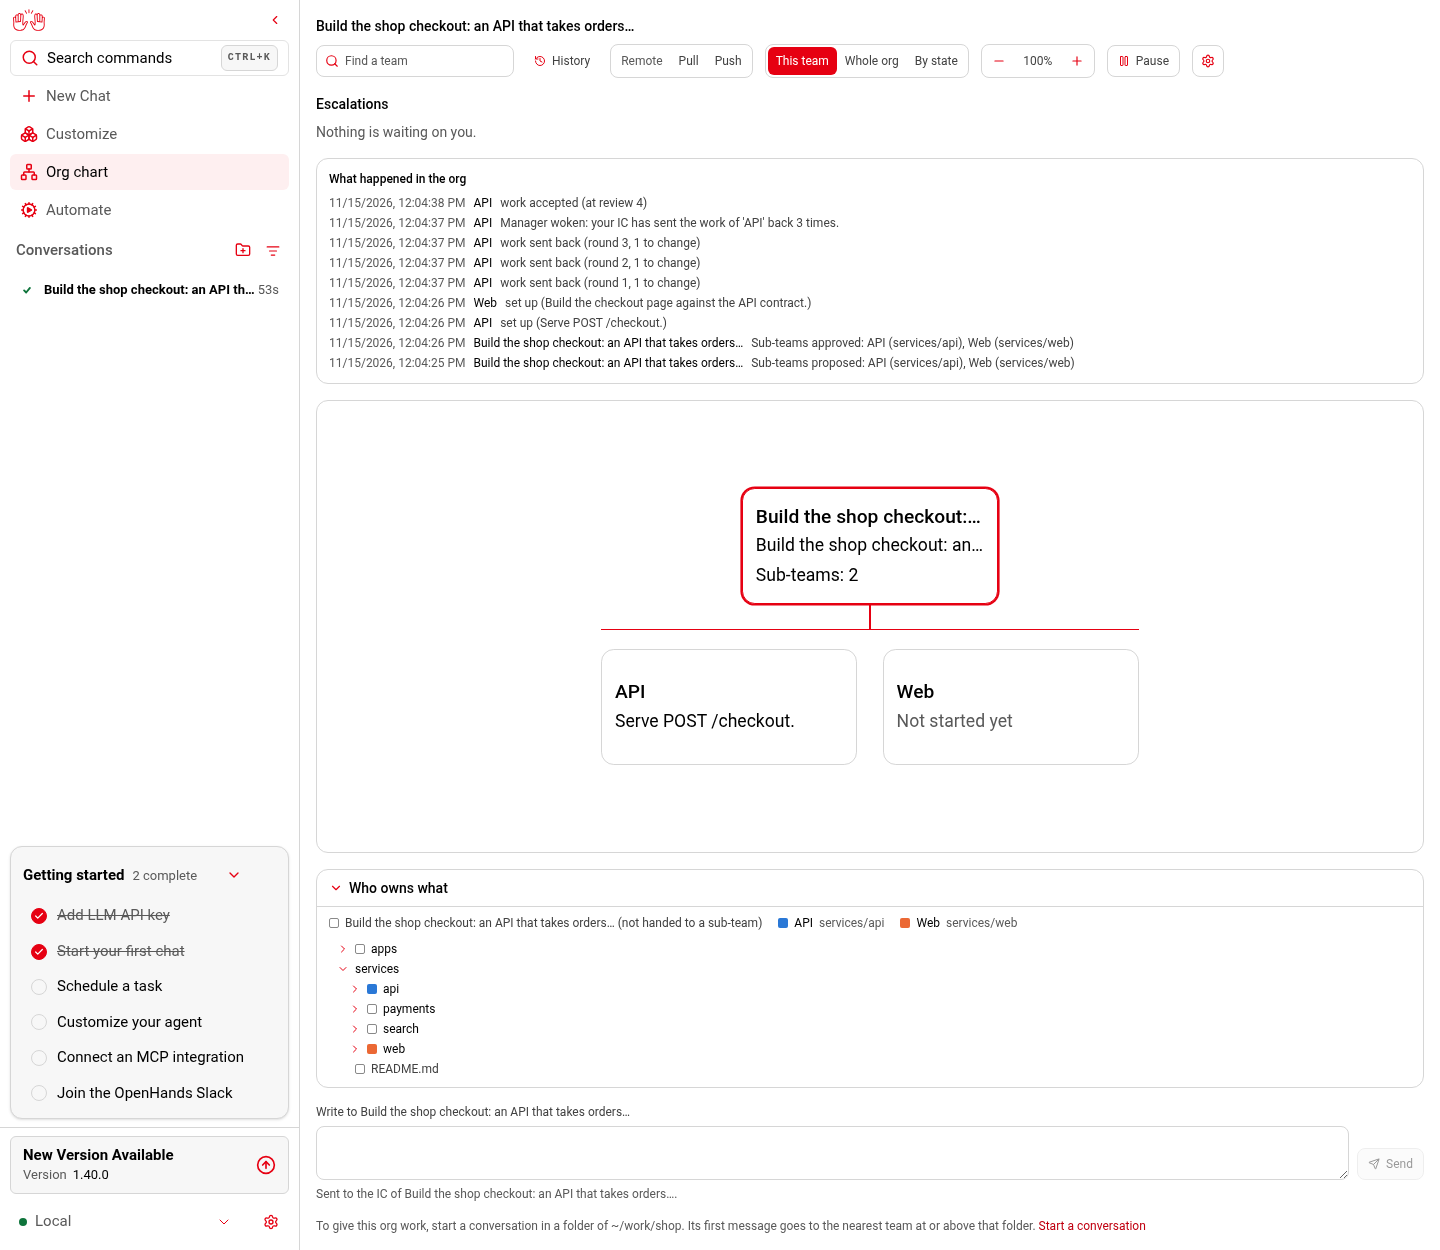 Search commands CTRL+K
New Chat
Customize
Org chart
Automate
Conversations
Build the shop checkout: an API th... 53s
Getting started 2 complete
Add LLM API key
Start your first chat
Schedule a task
Customize your agent
Connect an MCP integration
Join the OpenHands Slack
New Version Available
Version 1.40.0
Local
Build the shop checkout: an API that takes orders...
Find a team History Remote Pull Push This team Whole org By state 100% Pause
Escalations
Nothing is waiting on you.
What happened in the org
11/15/2026, 12:04:38 PM API work accepted (at review 4)
11/15/2026, 12:04:37 PM API Manager woken: your IC has sent the work of 'API' back 3 times.
11/15/2026, 12:04:37 PM API work sent back (round 3, 1 to change)
11/15/2026, 12:04:37 PM API work sent back (round 2, 1 to change)
11/15/2026, 12:04:37 PM API work sent back (round 1, 1 to change)
11/15/2026, 12:04:26 PM Web set up (Build the checkout page against the API contract.)
11/15/2026, 12:04:26 PM API set up (Serve POST /checkout.)
11/15/2026, 12:04:26 PM Build the shop checkout: an API that takes orders... Sub-teams approved: API (services/api), Web (services/web)
11/15/2026, 12:04:25 PM Build the shop checkout: an API that takes orders... Sub-teams proposed: API (services/api), Web (services/web)
Build the shop checkout:...
Build the shop checkout: an...
Sub-teams: 2
API
Serve POST /checkout.
Web
Not started yet
Who owns what
Build the shop checkout: an API that takes orders... (not handed to a sub-team) API services/api Web services/web
apps
services
api
payments
search
web
README.md
Write to Build the shop checkout: an API that takes orders...
Send
Sent to the IC of Build the shop checkout: an API that takes orders....
To give this org work, start a conversation in a folder of ~/work/shop. Its first message goes to the nearest team at or above that folder. Start a conversation